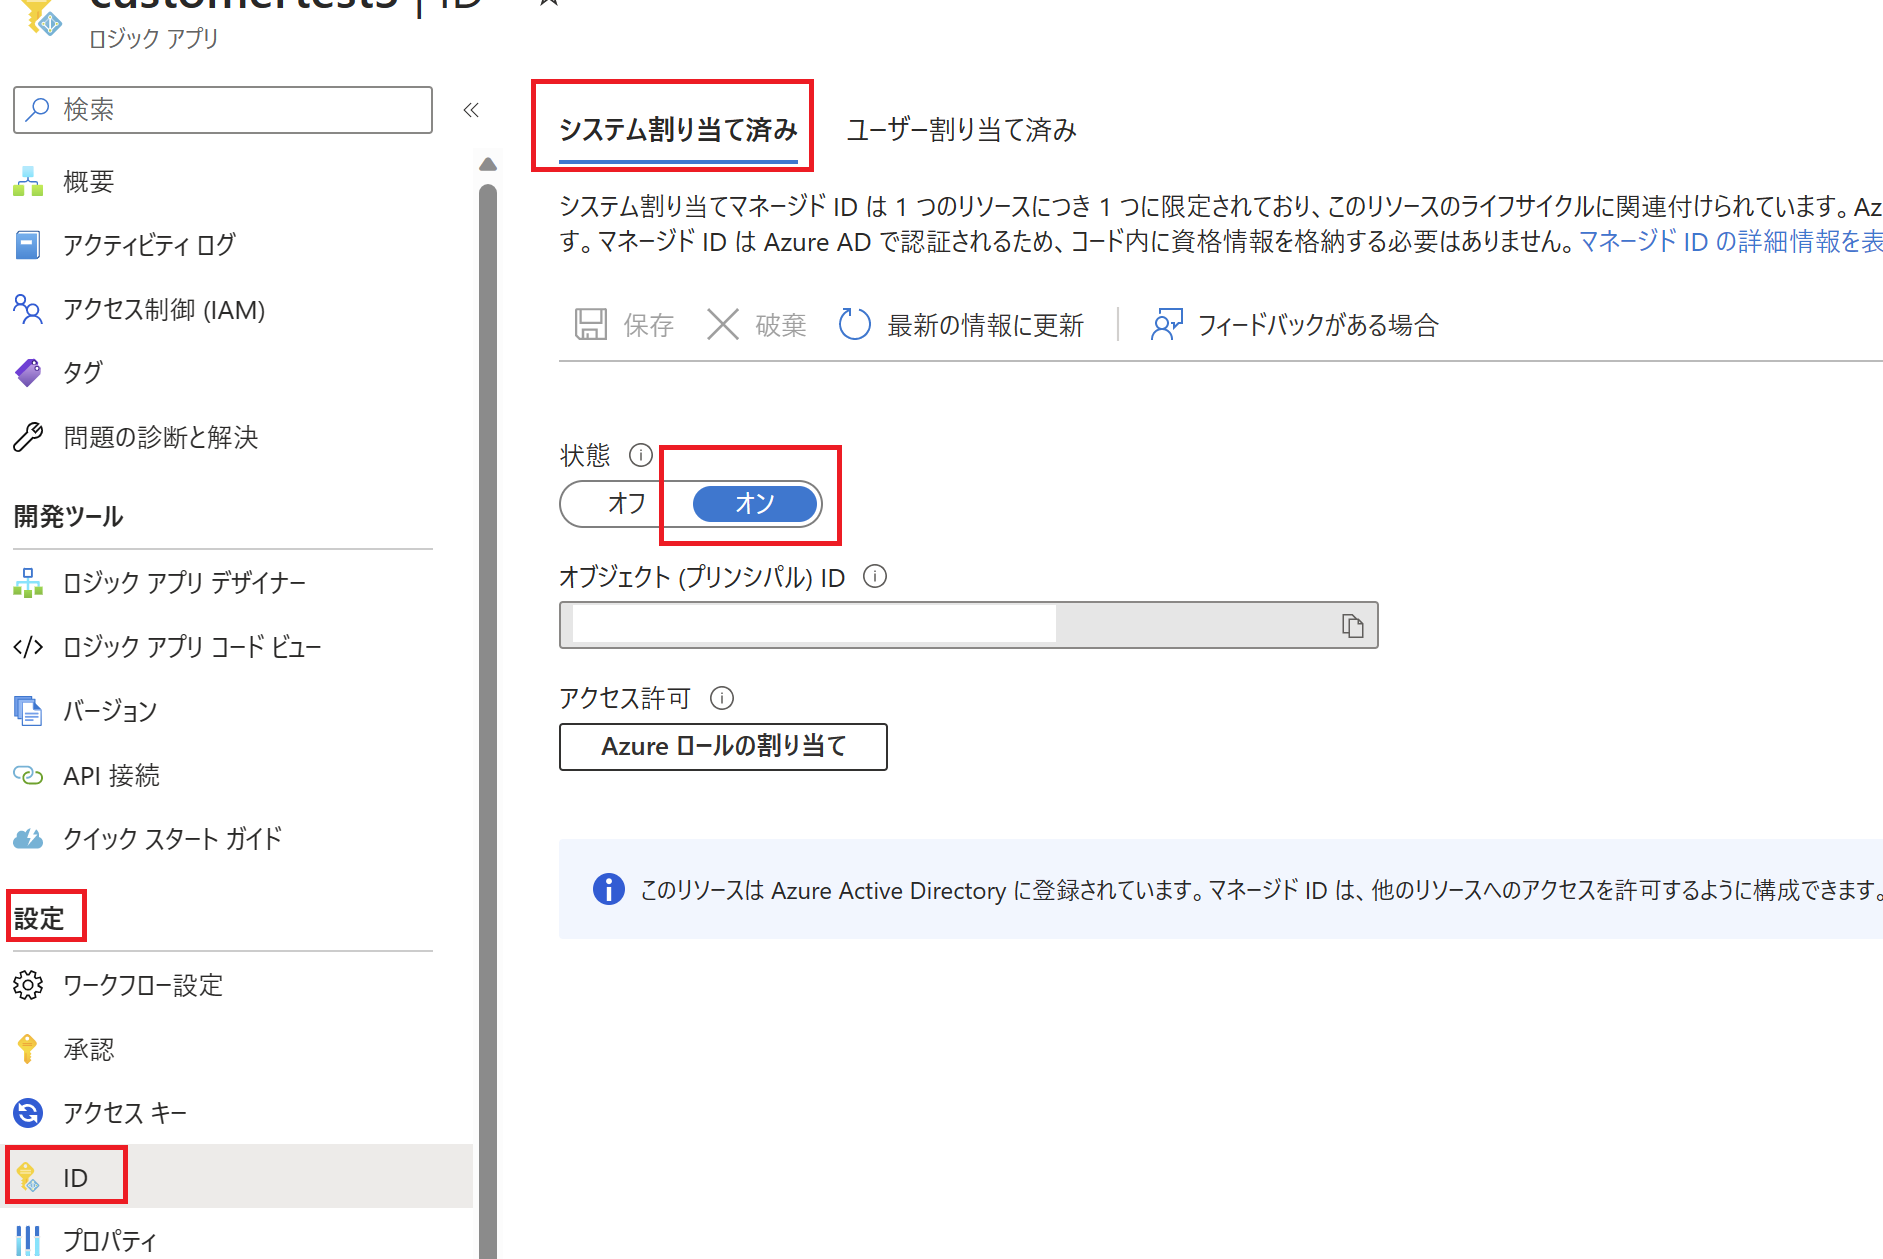 ロジック アプリ
検索
概要
アクティビティ ログ
アクセス制御 (IAM)
タグ
問題の診断と解決
開発ツール
ロジック アプリ デザイナー
ロジック アプリ コード ビュー
バージョン
API 接続
クイック スタート ガイド
設定
ワークフロー設定
承認
アクセス キー
ID
プロパティ
システム割り当て済み ユーザー割り当て済み
システム割り当てマネージド ID は 1 つのリソースにつき 1 つに限定されており、このリソースのライフサイクルに関連付けられています。Az
す。マネージド ID は Azure AD で認証されるため、コード内に資格情報を格納する必要はありません。マネージド ID の詳細情報を表
保存 破棄 最新の情報に更新 フィードバックがある場合
状態
オフ オン
オブジェクト (プリンシパル) ID
アクセス許可
Azure ロールの割り当て
このリソースは Azure Active Directory に登録されています。マネージド ID は、他のリソースへのアクセスを許可するように構成できます。